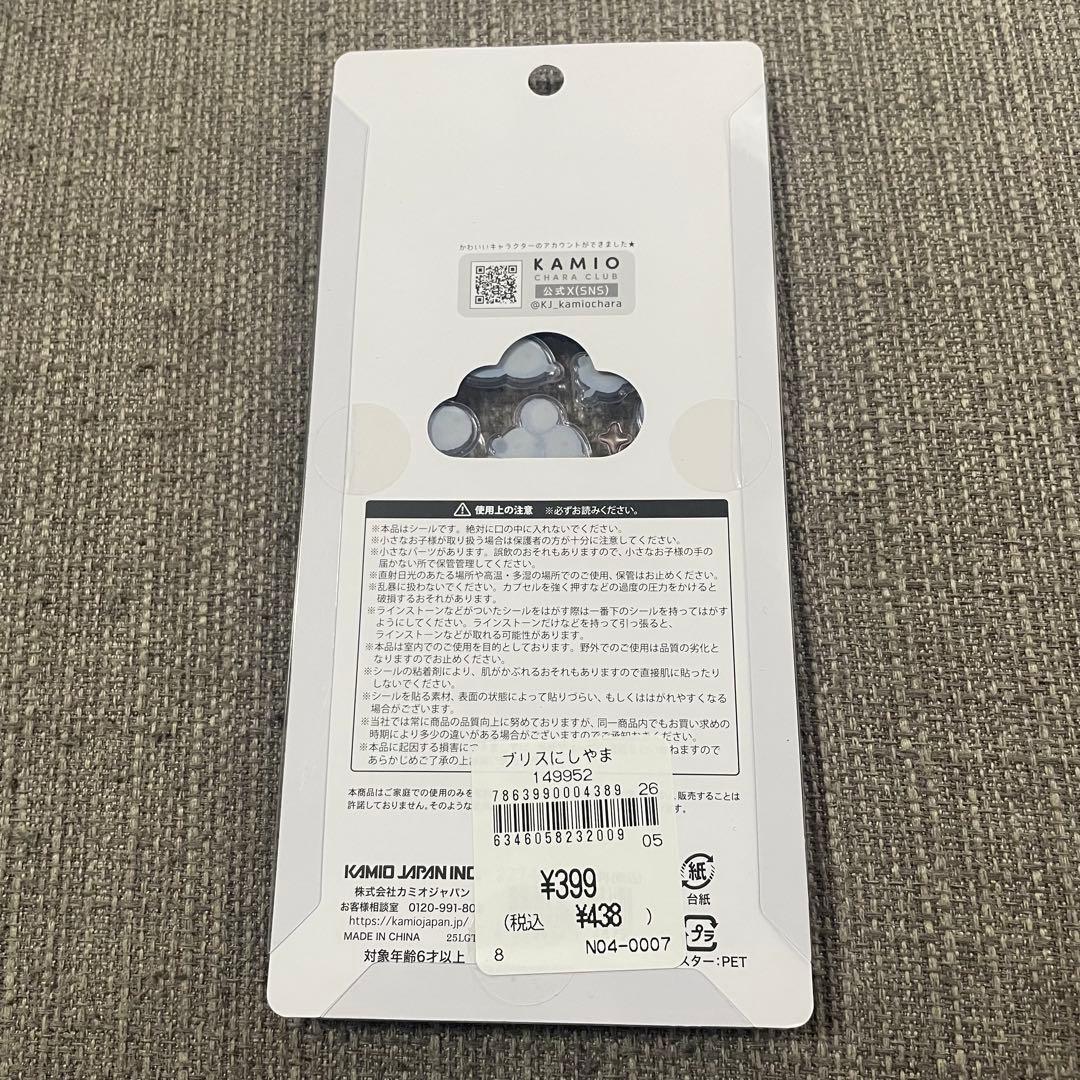 かわいいキャラクターのアカウントができました★
KAMIO
CHARA CLUB
公式X(SNS)
@KJ_kamiochara
使用上の注意 ※必ずお読みください。
※本品はシールです。絶対に口の中に入れないでください。
※小さなお子様が取り扱う場合は保護者の方が十分に注意してください。
※小さなパーツがあります。誤飲のおそれもありますので、小さなお子様の手の
届かない所で保管管理してください。
※直射日光のあたる場所や高温・多湿の場所でのご使用、保管はお止めください。
※乱暴に扱わないでください。カプセルを強く押すなどの過度の圧力をかけると
破損するおそれがあります。
※ラインストーンなどがついたシールをはがす際は一番下のシールを持ってはがす
ようにしてください。ラインストーンだけなどを持って引っ張ると、
ラインストーンなどが取れる可能性があります。
※本品は室内でのご使用を目的としております。野外でのご使用は品質の劣化と
なりますのでお止めください。
※シールの粘着剤により、肌がかぶれるおそれもありますので直接肌に貼ったり
しないでください。
※シールを貼る素材、表面の状態によって貼りづらい、もしくははがれやすくなる
場合がございます。
※当社では常に商品の品質向上に努めておりますが、同一商品内でもお買い求めの
時期により多少の違いがある場合がございますのでご承知おきください。
※本品に起因する損害につ ねますので
あらかじめご了承の上
本商品はご家庭での使用のみを 販売することは
許諾しておりません。そのような す。
ブリスにしやま
149952
7863990004389 26
6346058232009 05
¥399
(税込 ¥438 )
8 N04-0007
KAMIO JAPAN INC
株式会社カミオジャパン
お客様相談室 0120-991-80
https://kamiojapan.jp/
MADE IN CHINA 25LGT
対象年齢6才以上
紙
台紙
プラ
スター:PET